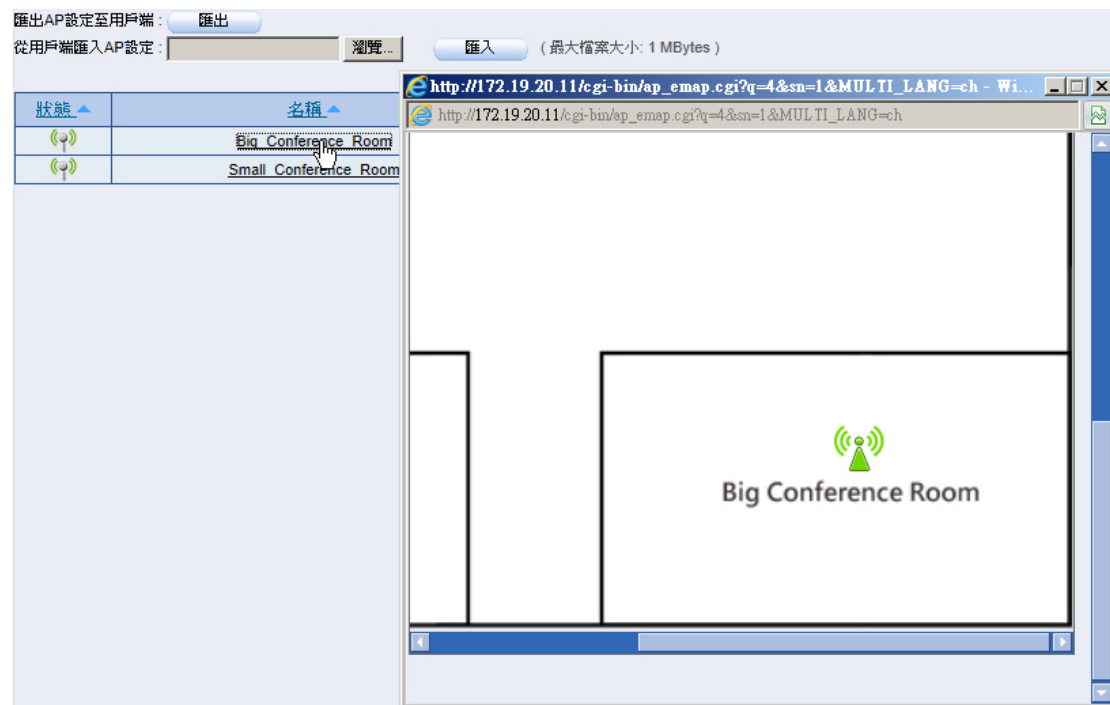 匯出AP設定至用戶端 : 匯出
從用戶端匯入AP設定 : 瀏覽... 匯入 ( 最大檔案大小: 1 MBytes )
http://172.19.20.11/cgi-bin/ap_emap.cgi?q=4&sn=1&MULTI_LANG=ch - Wi...
http://172.19.20.11/cgi-bin/ap_emap.cgi?q=4&sn=1&MULTI_LANG=ch
狀態 名稱
Big Conference Room
Small Conference Room
Big Conference Room